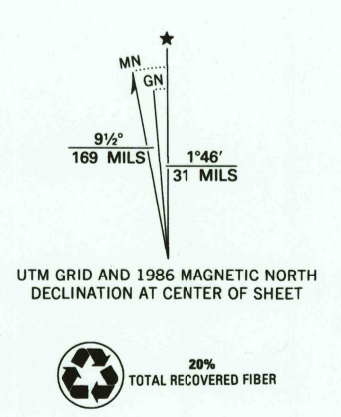 MN
GN
9½°
169 MILS
1°46′
31 MILS
UTM GRID AND 1986 MAGNETIC NORTH
DECLINATION AT CENTER OF SHEET
20%
TOTAL RECOVERED FIBER